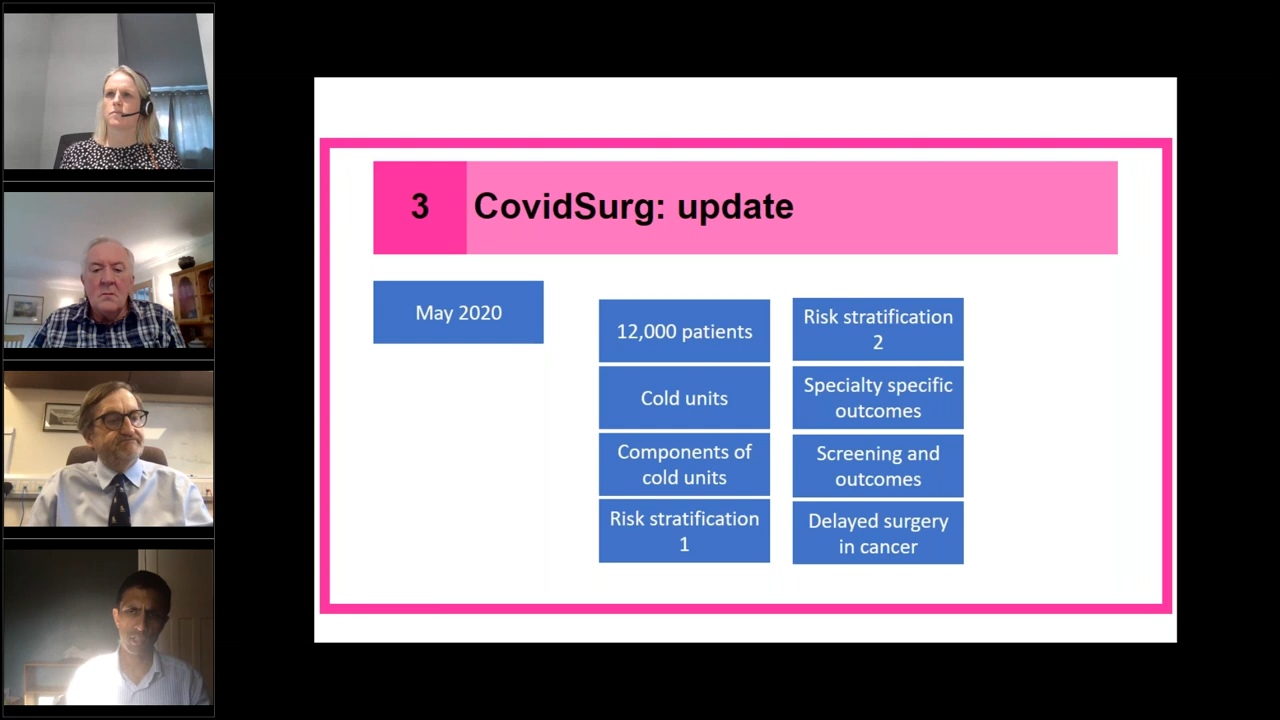 3 CovidSurg: update
May 2020
12,000 patients
Cold units
Components of
cold units
Risk stratification
1
Risk stratification
2
Specialty specific
outcomes
Screening and
outcomes
Delayed surgery
in cancer